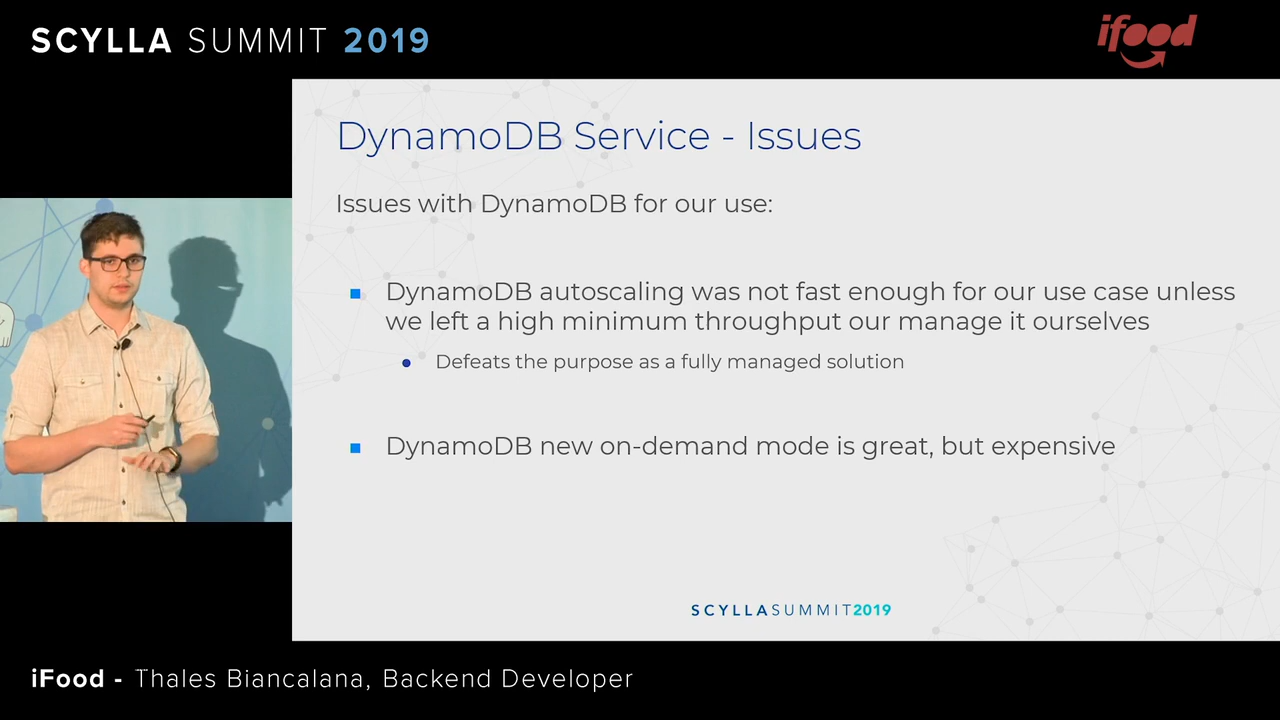 SCYLLA SUMMIT 2019
ifood
DynamoDB Service - Issues
Issues with DynamoDB for our use:
DynamoDB autoscaling was not fast enough for our use case unless
we left a high minimum throughput our manage it ourselves
Defeats the purpose as a fully managed solution
DynamoDB new on-demand mode is great, but expensive
SCYLLASUMMIT2019
iFood - Thales Biancalana, Backend Developer